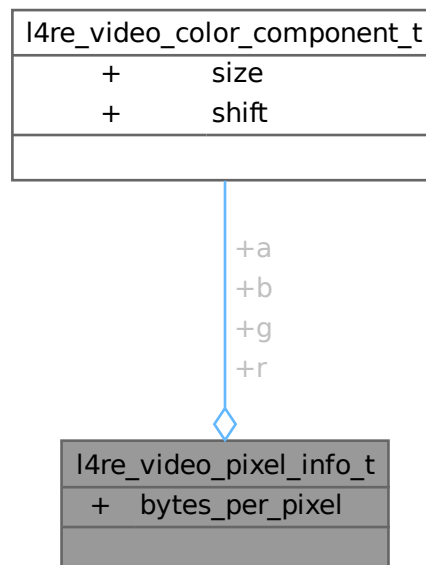 l4re_video_color_component_t
+ size
+ shift
+a
+b
+g
+r
l4re_video_pixel_info_t
+ bytes_per_pixel